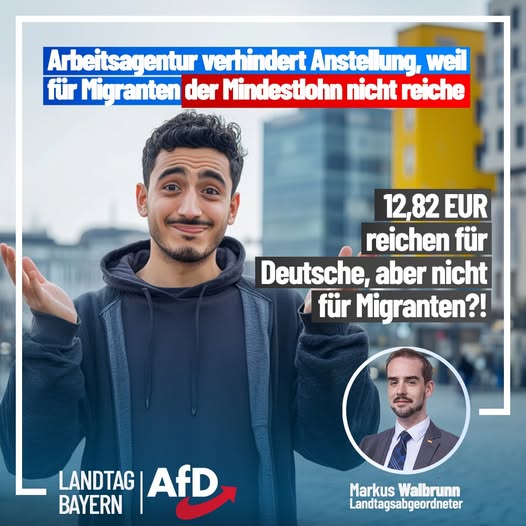 Arbeitsagentur verhindert Anstellung, weil
für Migranten der Mindestlohn nicht reiche
12,82 EUR
reichen für
Deutsche, aber nicht
für Migranten?!
LANDTAG
BAYERN
AfD
Markus Walbrunn
Landtagsabgeordneter